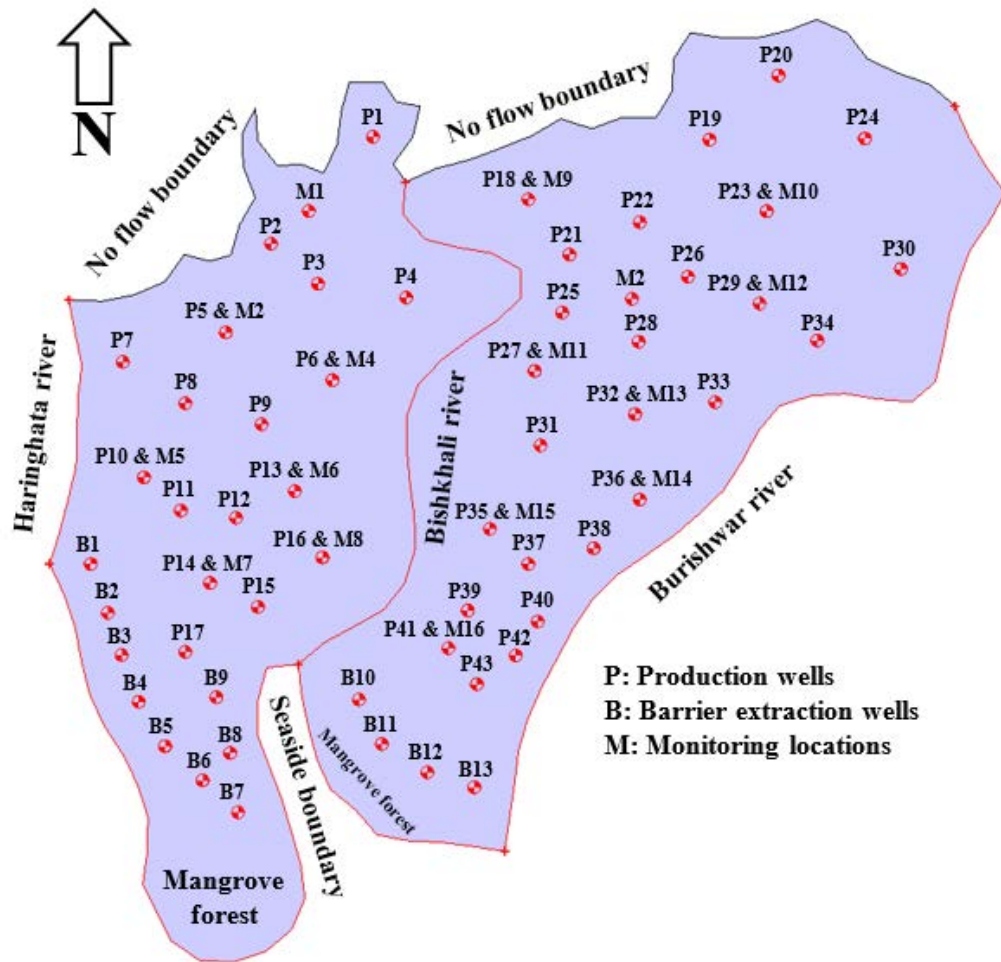 P20
P1
No flow boundary
P19
P24
N
No flow boundary
P18 & M9
P23 & M10
M1
P22
P2
P21
P26
P30
P3
P4
M2
P29 & M12
P5 & M2
P25
P28
P34
P7
P6 & M4
P27 & M11
P8
P9
P32 & M13
P33
Haringhata river
Bishkhali river
P31
P10 & M5
P13 & M6
P11
P12
P36 & M14
P35 & M15
P16 & M8
P38
B1
P14 & M7
P37
Burishwar river
P15
B2
P39
P40
B3
P17
P41 & M16
P42
B4
B9
B10
P43
P: Production wells
B: Barrier extraction wells
M: Monitoring locations
Seaside boundary
B5
B8
B11
B6
B12
B13
Mangrove forest
B7
Mangrove
forest